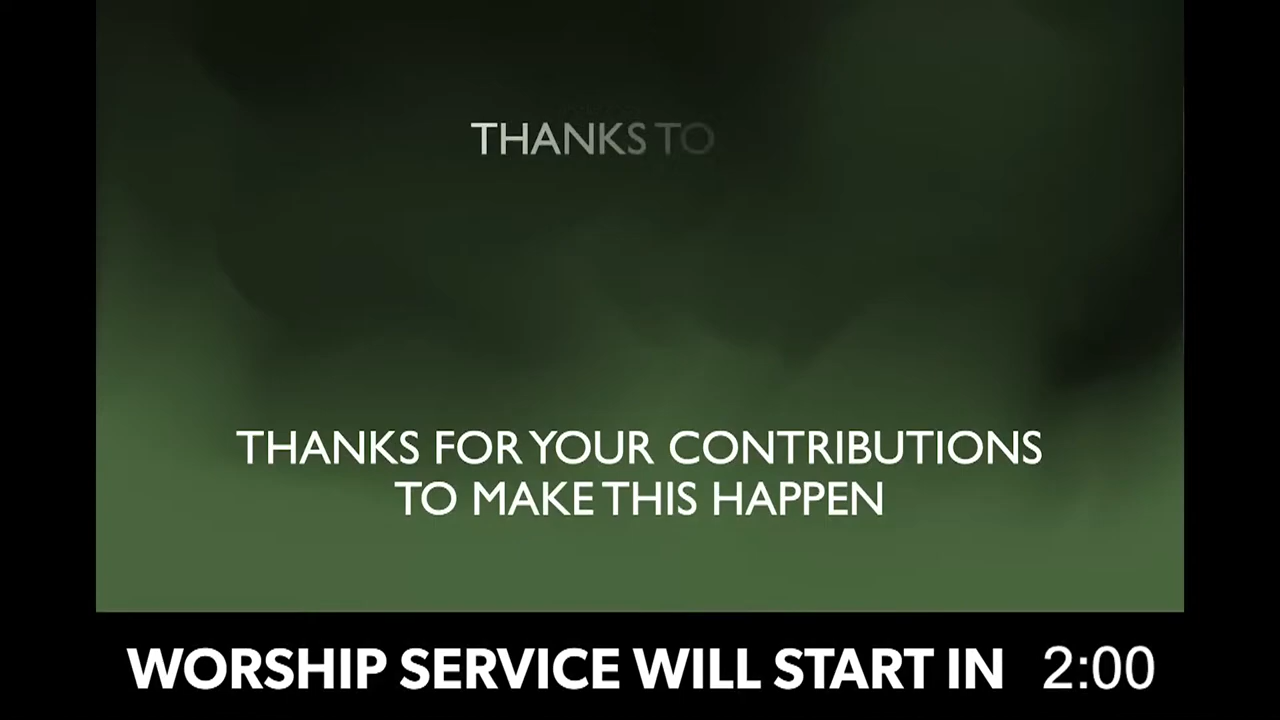 THANKS TO
THANKS FOR YOUR CONTRIBUTIONS
TO MAKE THIS HAPPEN
WORSHIP SERVICE WILL START IN 2:00